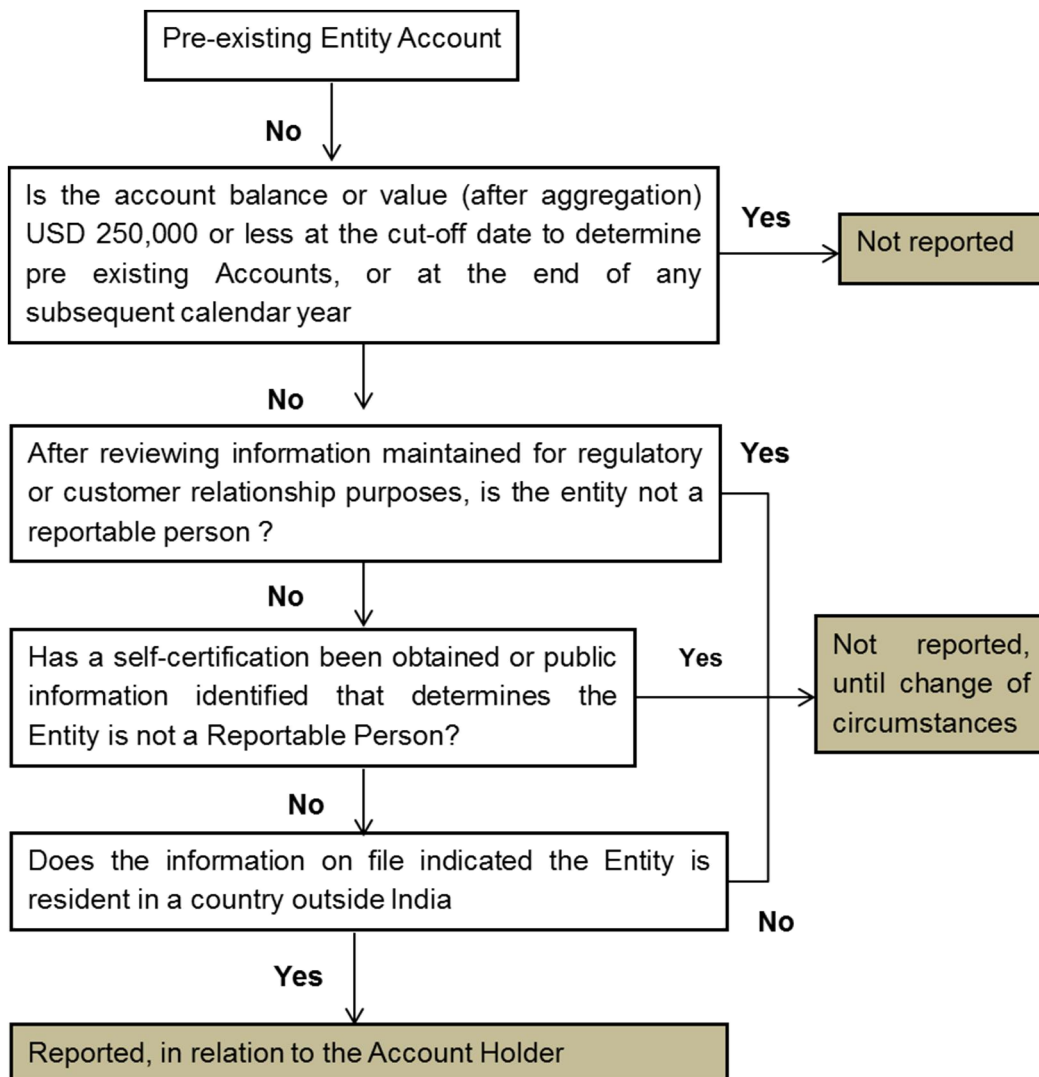 Pre-existing Entity Account
No
Is the account balance or value (after aggregation)
USD 250,000 or less at the cut-off date to determine
pre existing Accounts, or at the end of any
subsequent calendar year
Yes
Not reported
No
After reviewing information maintained for regulatory
or customer relationship purposes, is the entity not a
reportable person ?
Yes
No
Has a self-certification been obtained or public
information identified that determines the
Entity is not a Reportable Person?
Yes
Not reported,
until change of
circumstances
No
Does the information on file indicated the Entity is
resident in a country outside India
No
Yes
Reported, in relation to the Account Holder